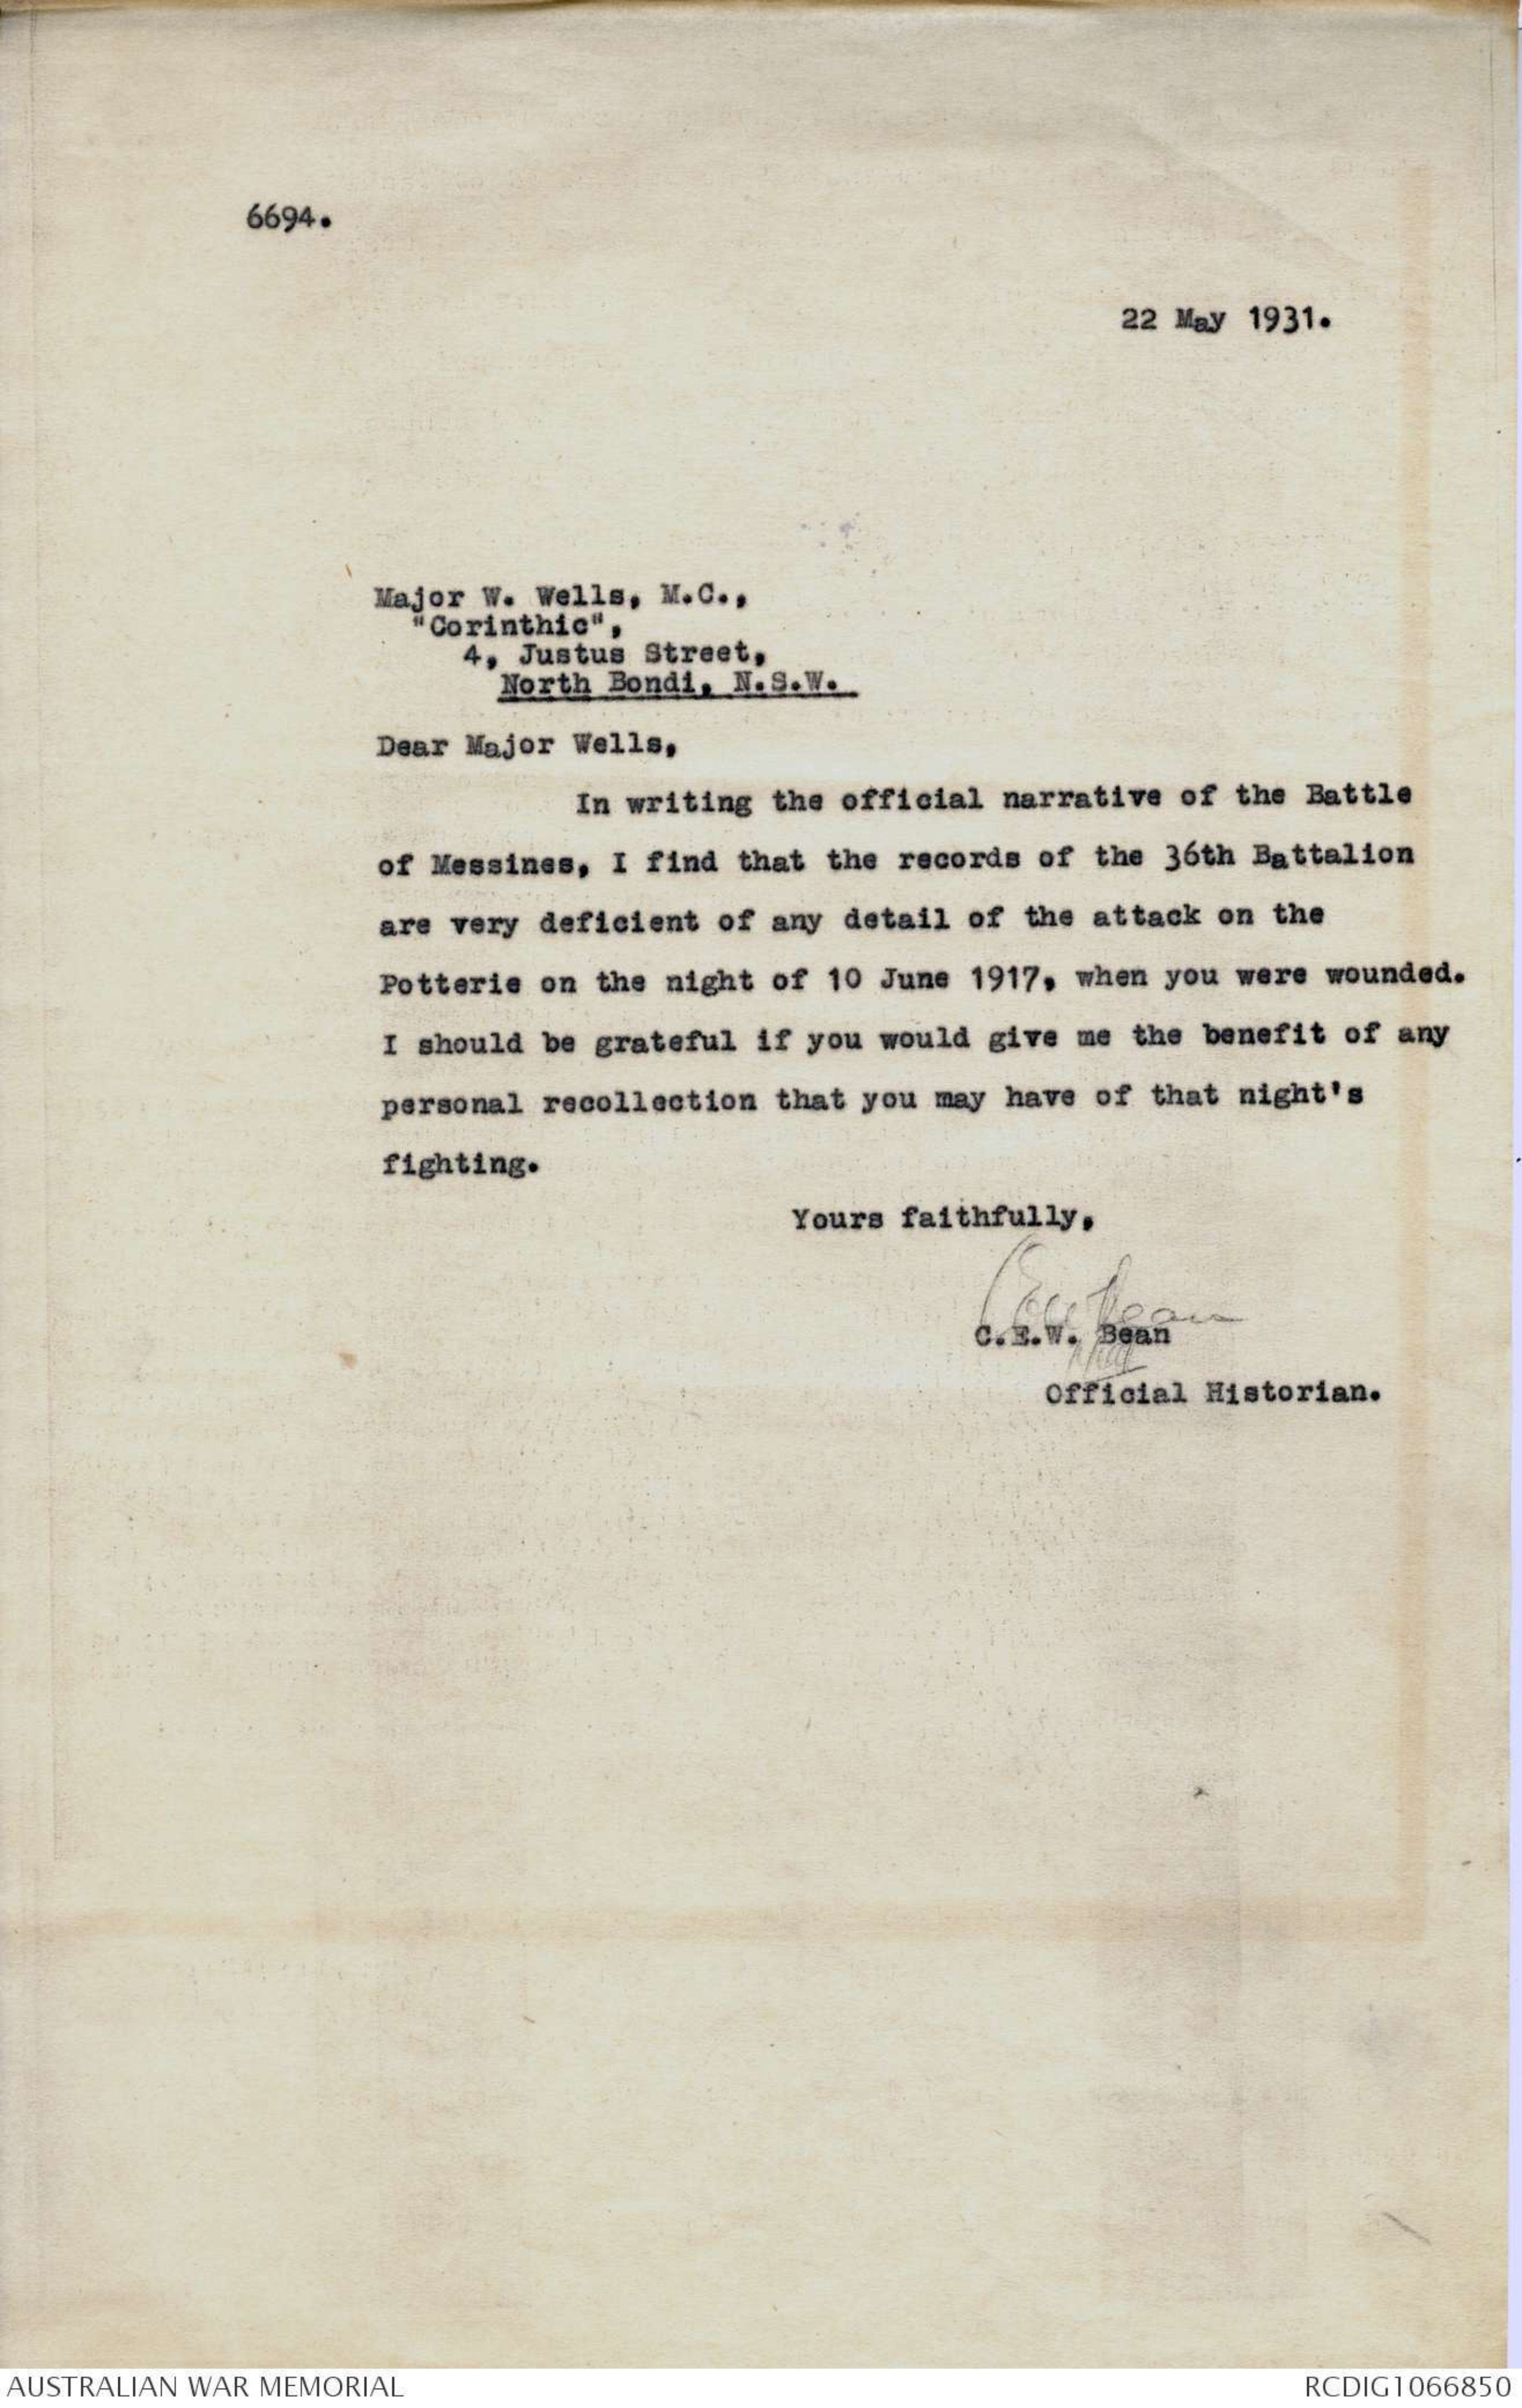 6694.
22 May 1931.
Major W. Wells, M.C.,
"Corinthic",
4, Justus Street,
North Bondi, N.S.W.
Dear Major Wells,
In writing the official narrative of the Battle
of Messines, I find that the records of the 36th Battalion
are very deficient of any detail of the attack on the
Potterie on the night of 10 June 1917, when you were wounded.
I should be grateful if you would give me the benefit of any
personal recollection that you may have of that night's
fighting.
Yours faithfully,
C.E.W. Bean
C.E.W. Bean
Official Historian.
AUSTRALIAN WAR MEMORIAL
RCDIG1066850